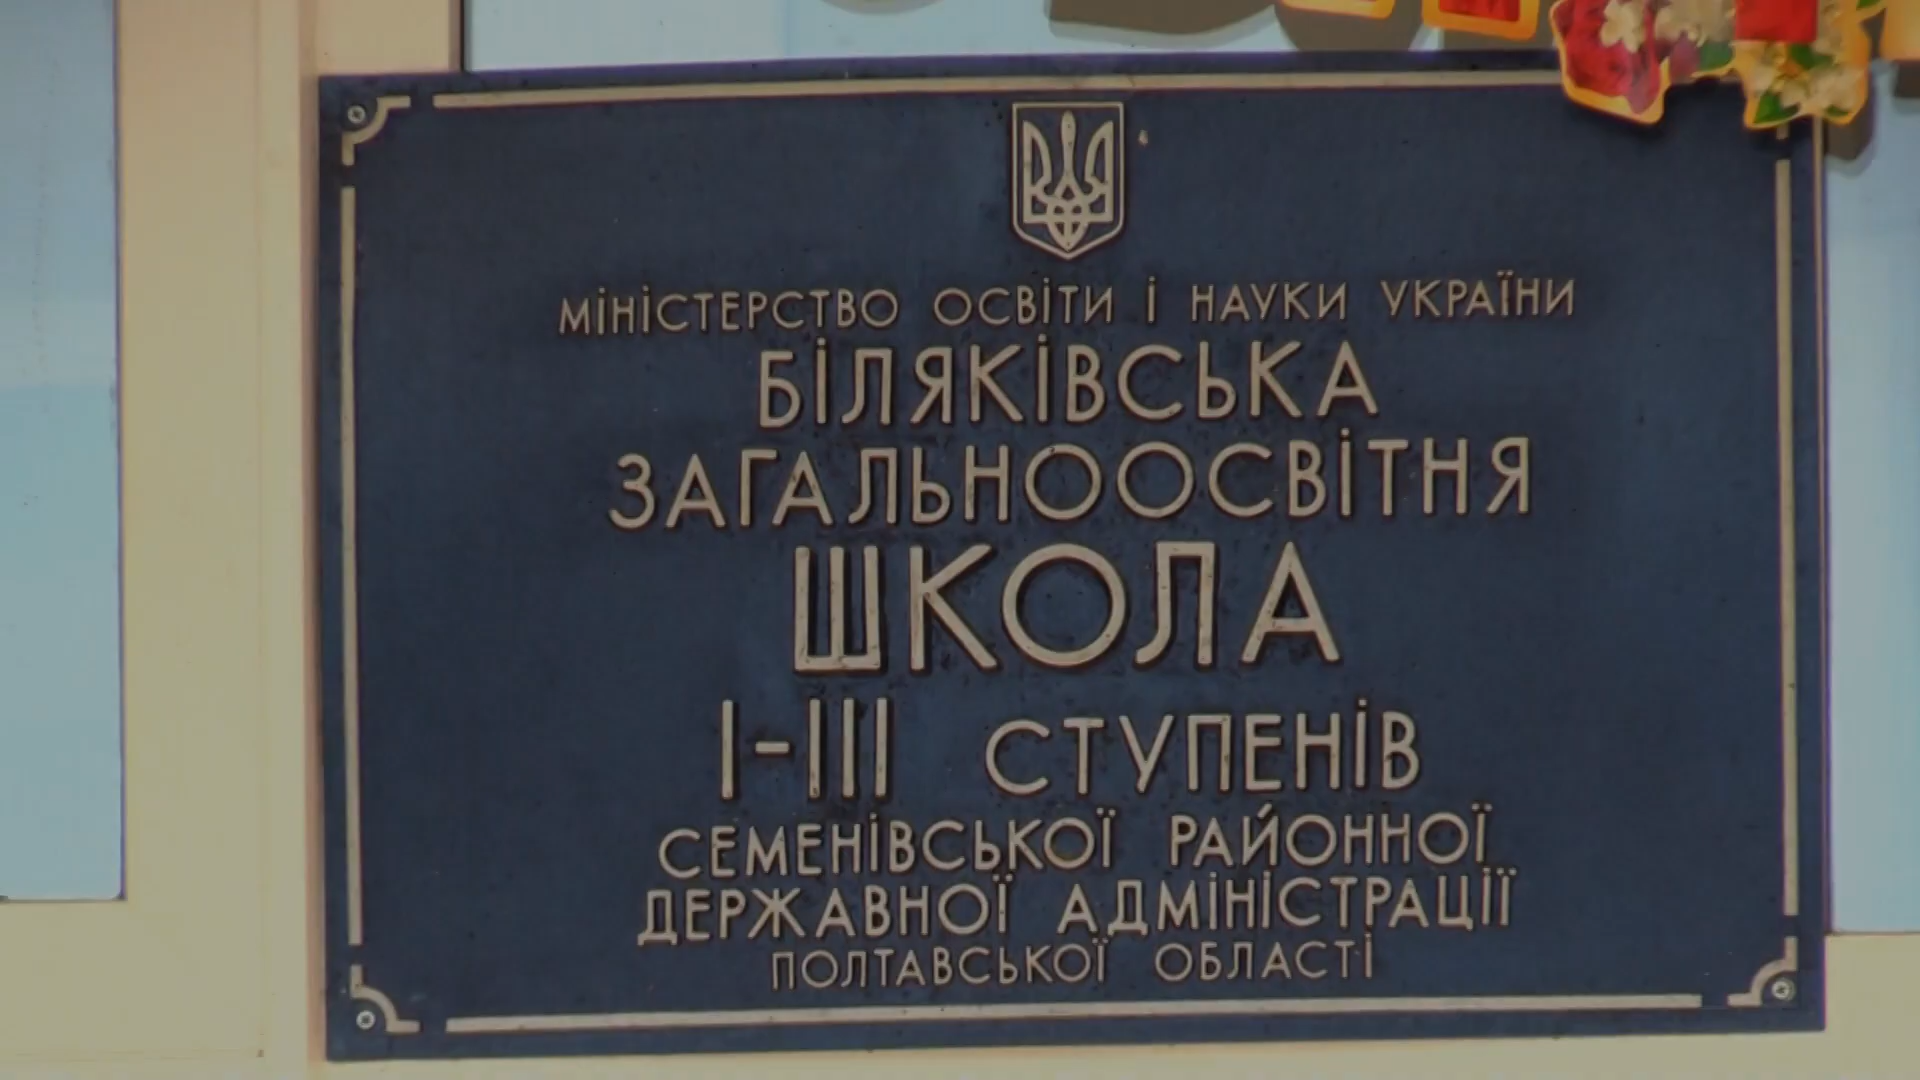 МІНІСТЕРСТВО ОСВІТИ І НАУКИ УКРАЇНИ
БІЛЯКІВСЬКА
ЗАГАЛЬНООСВІТНЯ
ШКОЛА
І-ІІІ СТУПЕНІВ
СЕМЕНІВСЬКОЇ РАЙОННОЇ
ДЕРЖАВНОЇ АДМІНІСТРАЦІЇ
ПОЛТАВСЬКОЇ ОБЛАСТІ